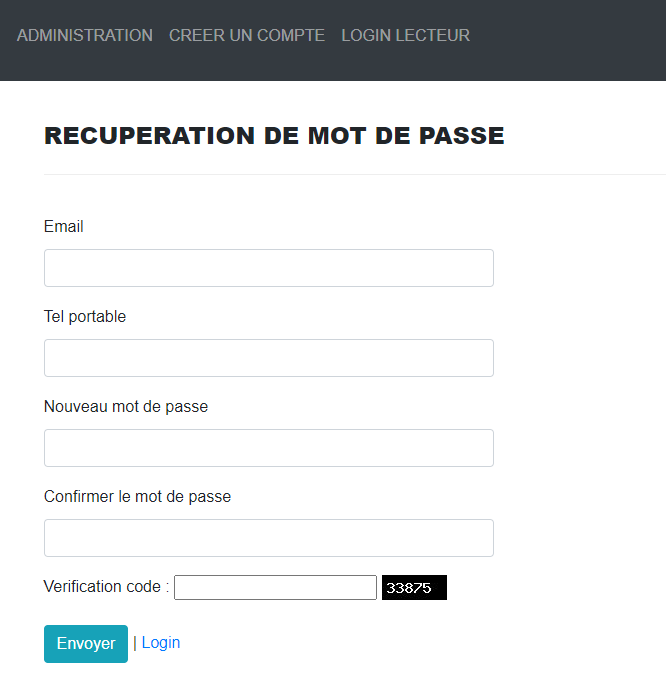 ADMINISTRATION CREER UN COMPTE LOGIN LECTEUR
RECUPERATION DE MOT DE PASSE
Email
Tel portable
Nouveau mot de passe
Confirmer le mot de passe
Verification code : 33875
Envoyer | Login